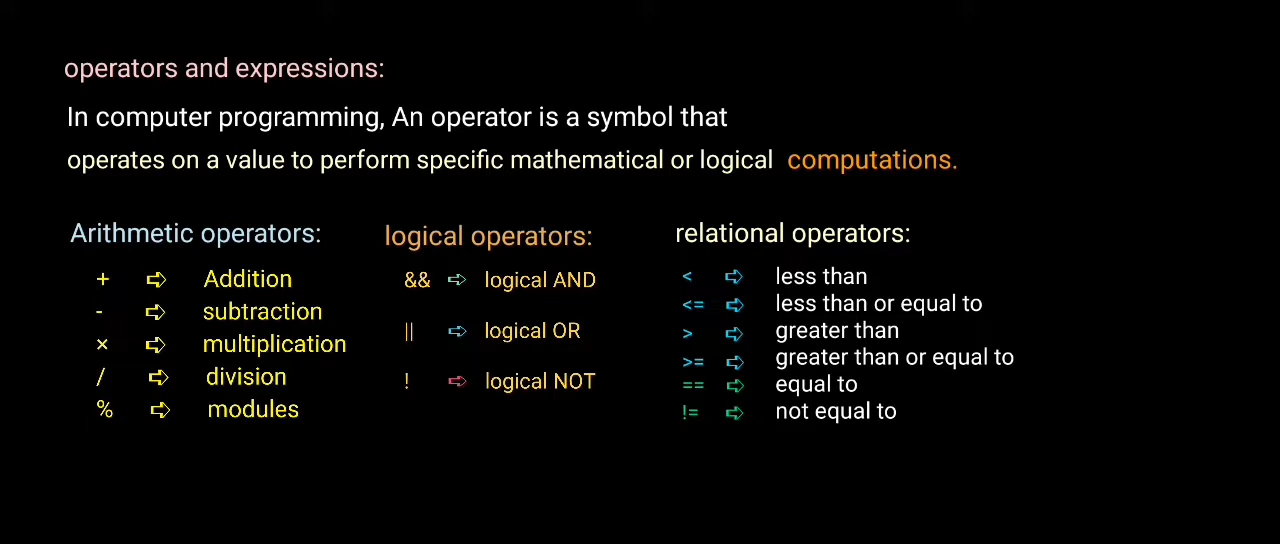 operators and expressions:
In computer programming, An operator is a symbol that
operates on a value to perform specific mathematical or logical computations.
Arithmetic operators:
+ ⇨ Addition
- ⇨ subtraction
× ⇨ multiplication
/ ⇨ division
% ⇨ modules
logical operators:
&& ⇨ logical AND
|| ⇨ logical OR
! ⇨ logical NOT
relational operators:
< ⇨ less than
<= ⇨ less than or equal to
> ⇨ greater than
>= ⇨ greater than or equal to
== ⇨ equal to
!= ⇨ not equal to